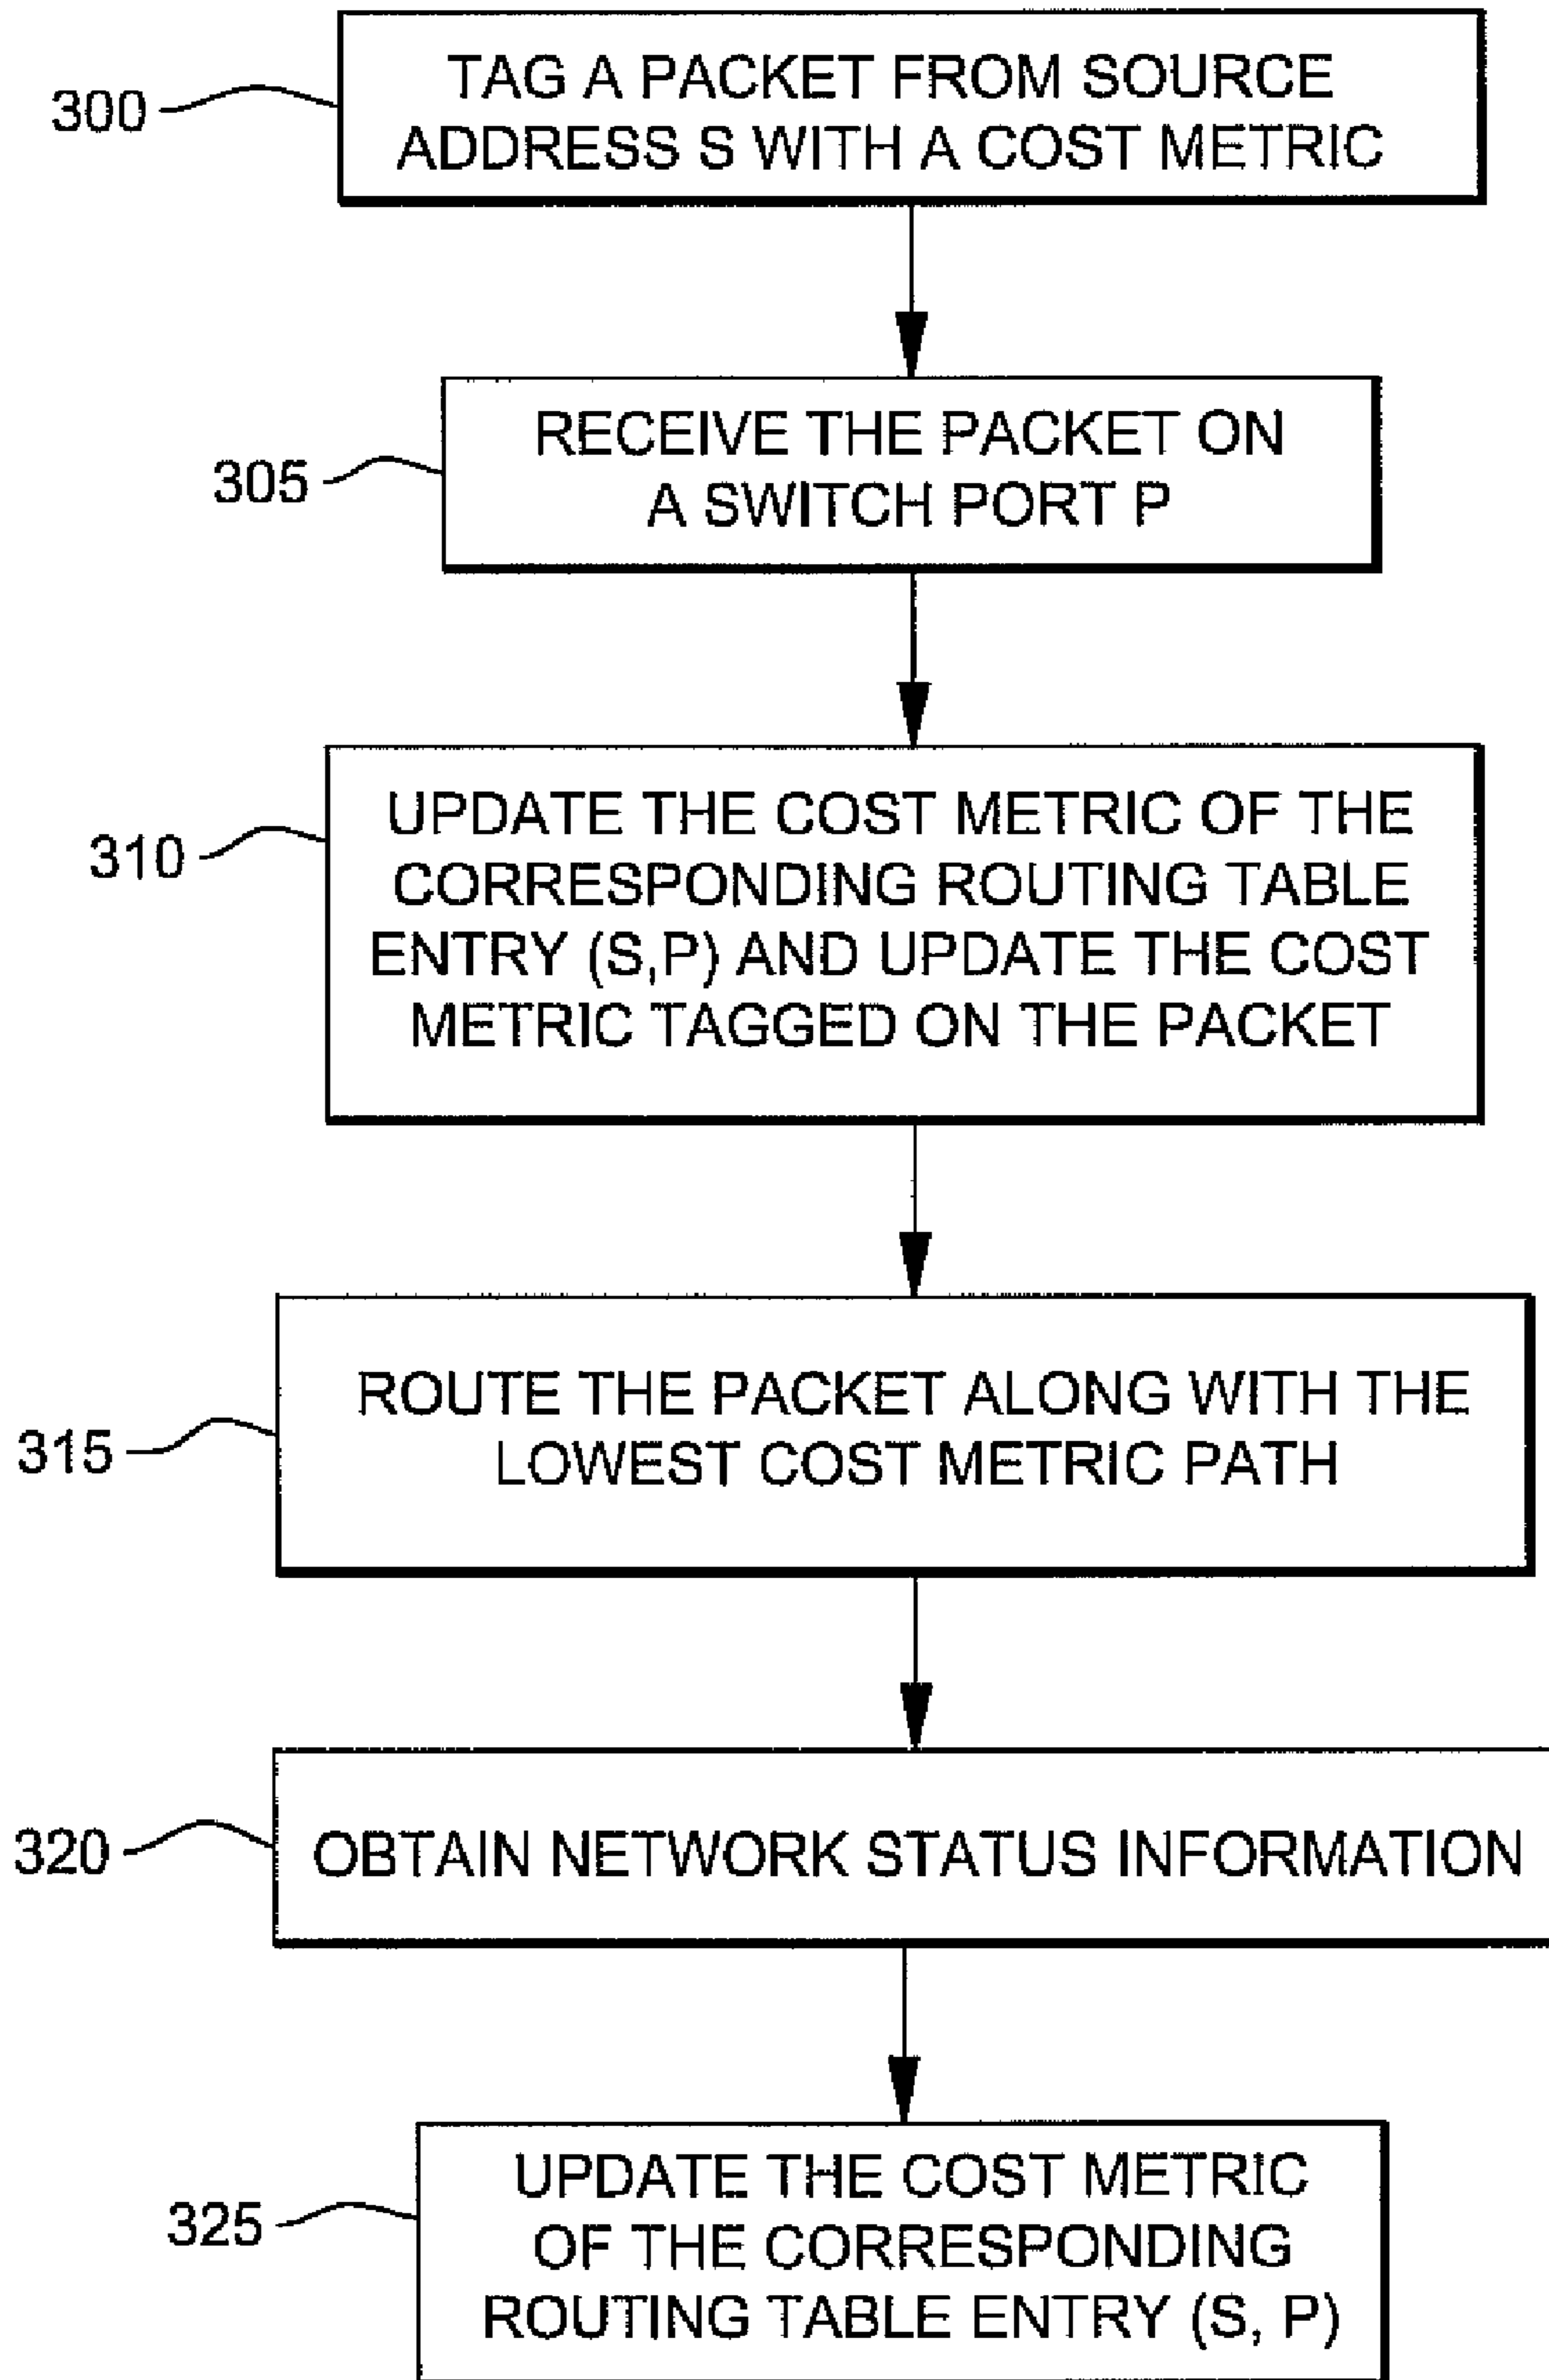 300
TAG A PACKET FROM SOURCE
ADDRESS S WITH A COST METRIC
305
RECEIVE THE PACKET ON
A SWITCH PORT P
310
UPDATE THE COST METRIC OF THE
CORRESPONDING ROUTING TABLE
ENTRY (S,P) AND UPDATE THE COST
METRIC TAGGED ON THE PACKET
315
ROUTE THE PACKET ALONG WITH THE
LOWEST COST METRIC PATH
320
OBTAIN NETWORK STATUS INFORMATION
325
UPDATE THE COST METRIC
OF THE CORRESPONDING
ROUTING TABLE ENTRY (S, P)